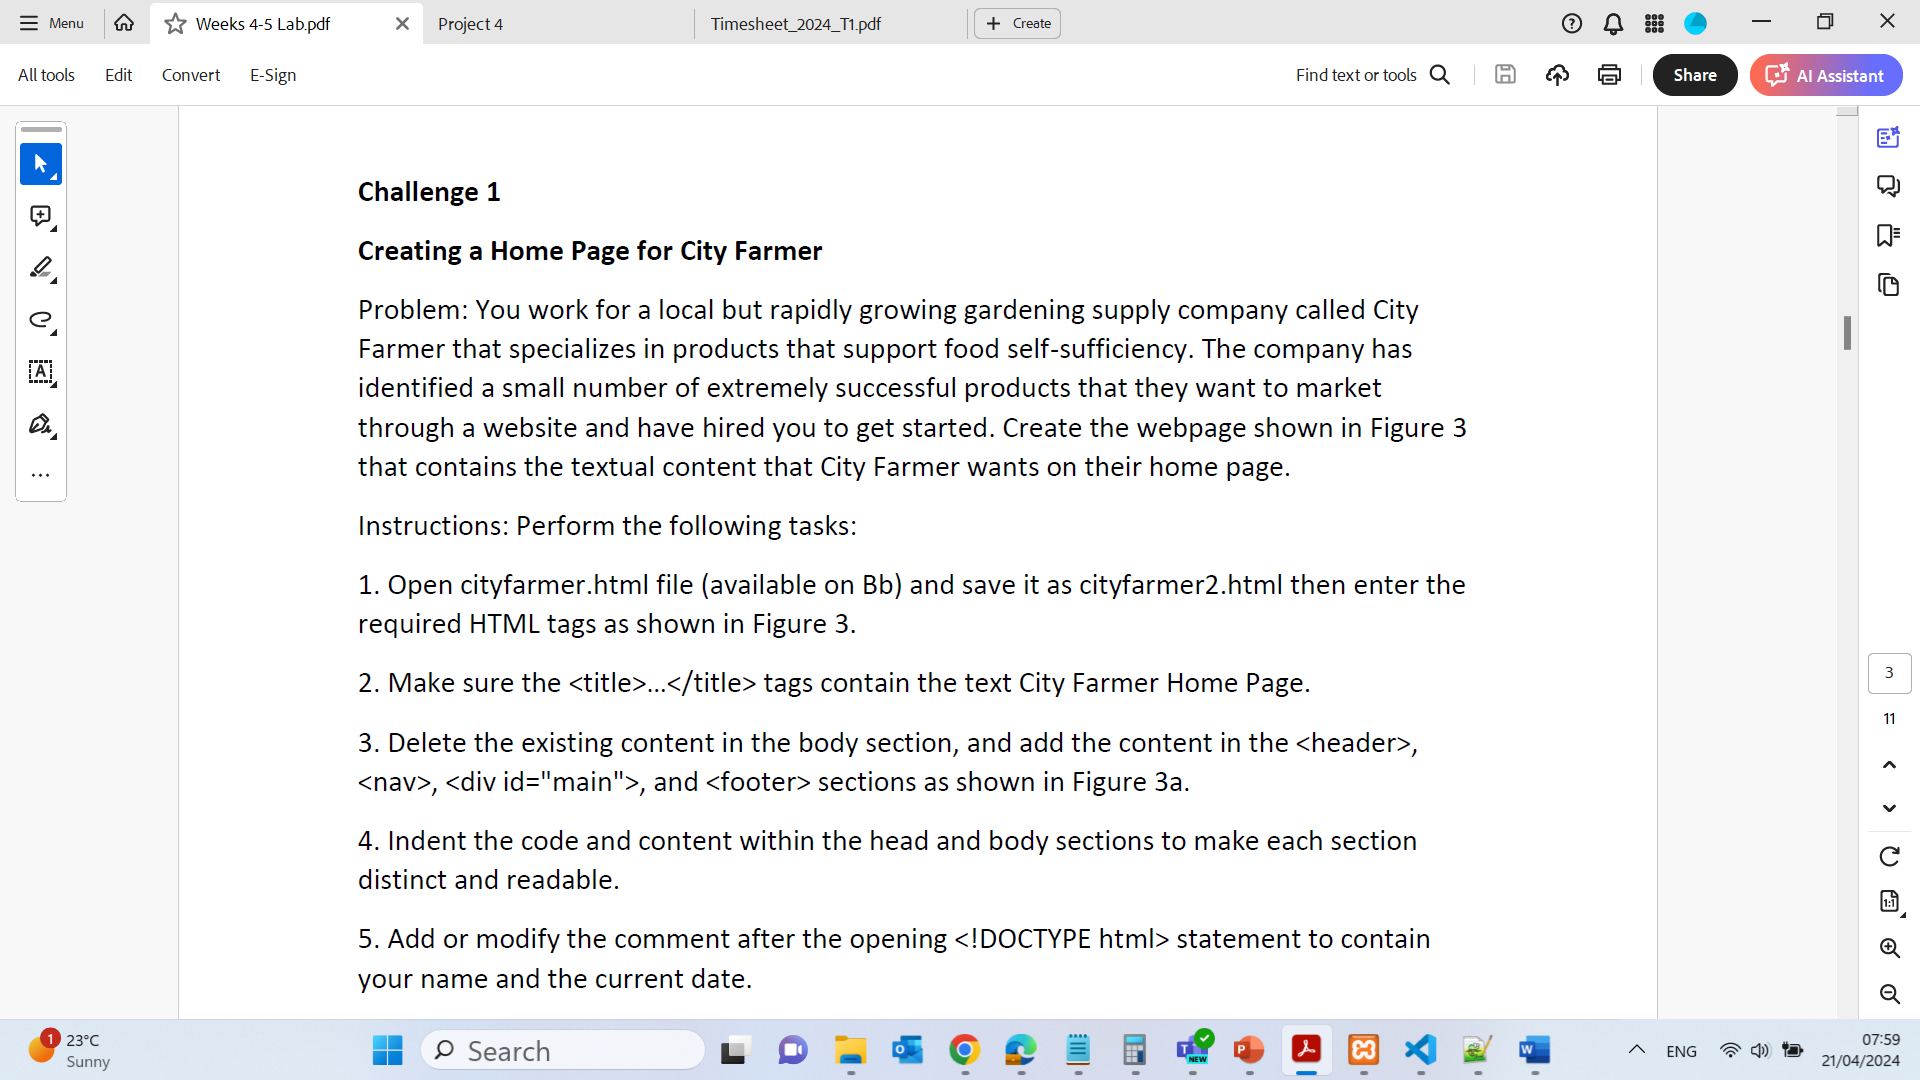 Menu
Weeks 4-5 Lab.pdf
Project 4
Timesheet_2024_T1.pdf
Create
All tools
Edit
Convert
E-Sign
Find text or tools
Share
AI Assistant
Challenge 1
Creating a Home Page for City Farmer
Problem: You work for a local but rapidly growing gardening supply company called City
Farmer that specializes in products that support food self-sufficiency. The company has
identified a small number of extremely successful products that they want to market
through a website and have hired you to get started. Create the webpage shown in Figure 3
that contains the textual content that City Farmer wants on their home page.
Instructions: Perform the following tasks:
1. Open cityfarmer.html file (available on Bb) and save it as cityfarmer2.html then enter the
required HTML tags as shown in Figure 3.
2. Make sure the <title>...</title> tags contain the text City Farmer Home Page.
3. Delete the existing content in the body section, and add the content in the <header>,
<nav>, <div id="main">, and <footer> sections as shown in Figure 3a.
4. Indent the code and content within the head and body sections to make each section
distinct and readable.
5. Add or modify the comment after the opening <!DOCTYPE html> statement to contain
your name and the current date.
3
11
1:1
1
23°C
Sunny
Search
NEW
ENG
07:59
21/04/2024